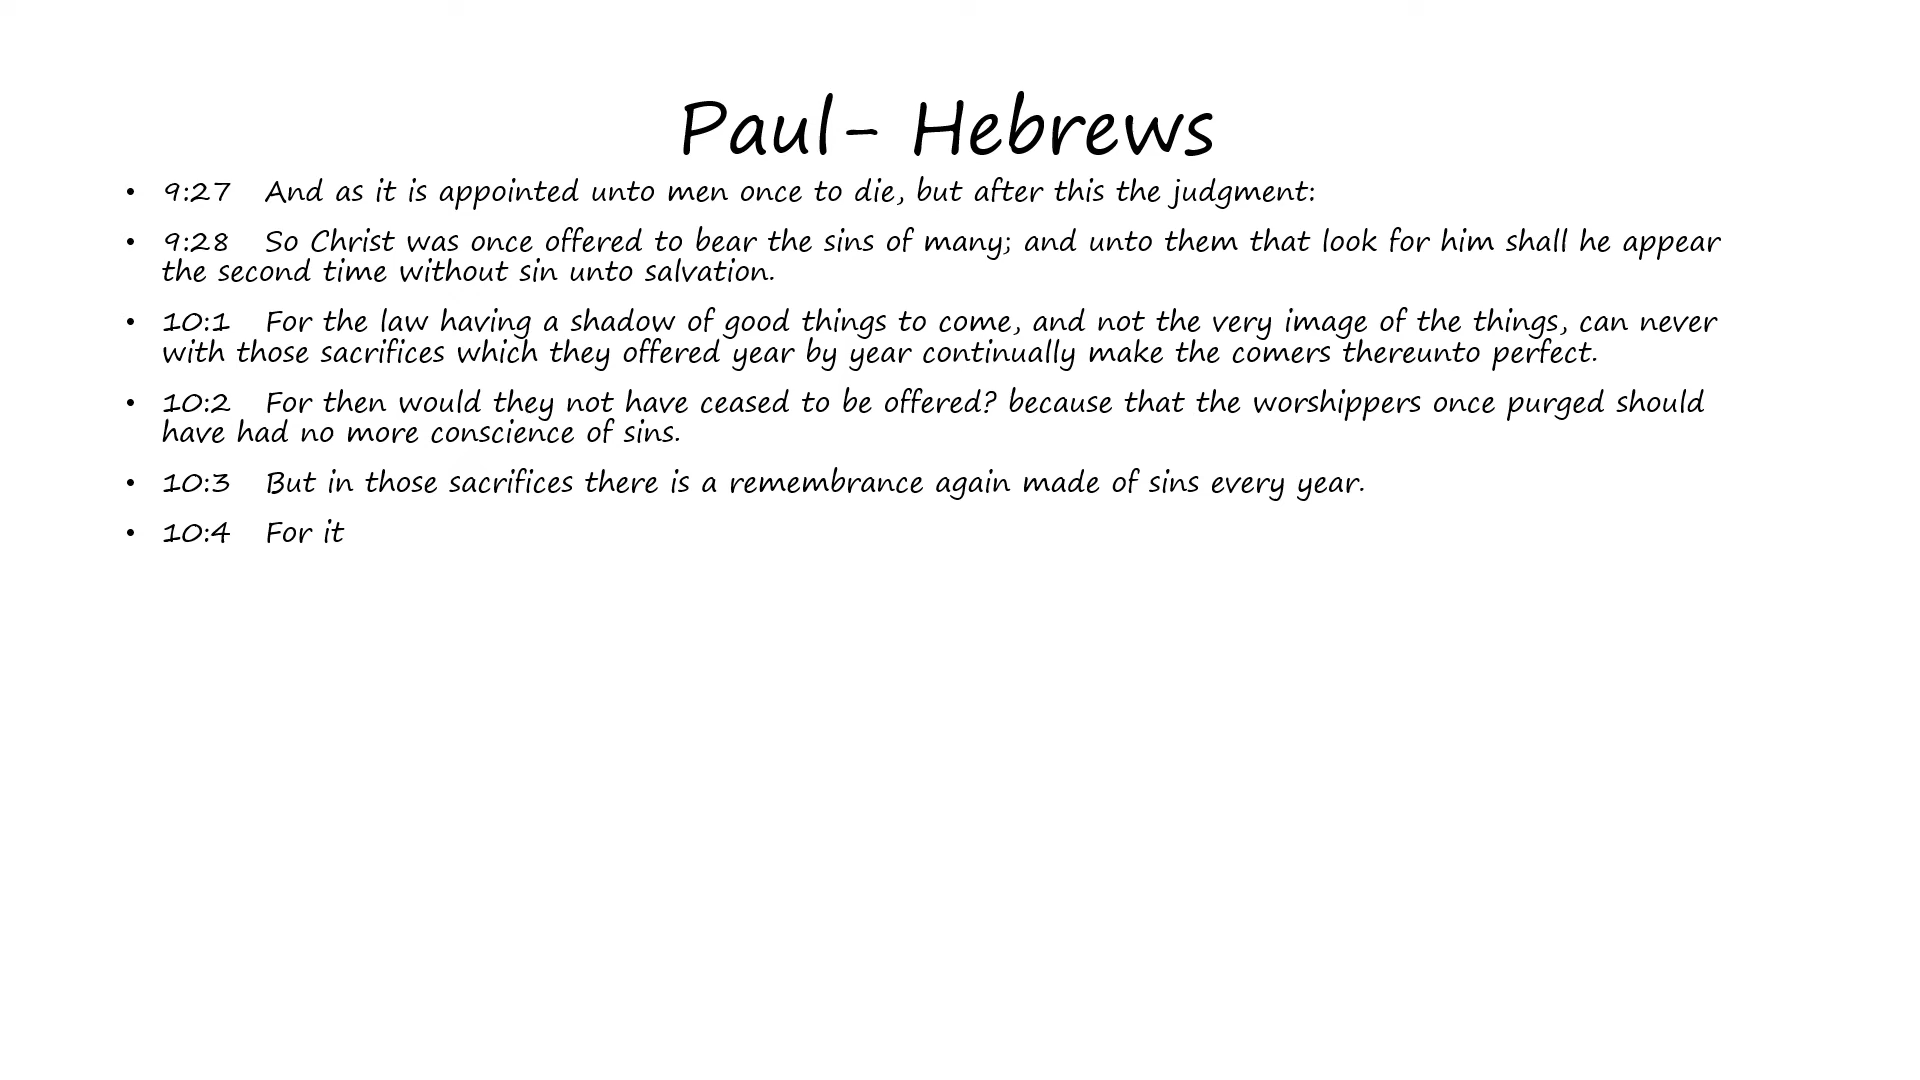 Paul- Hebrews
• 9:27 And as it is appointed unto men once to die, but after this the judgment:
• 9:28 So Christ was once offered to bear the sins of many; and unto them that look for him shall he appear
the second time without sin unto salvation.
• 10:1 For the law having a shadow of good things to come, and not the very image of the things, can never
with those sacrifices which they offered year by year continually make the comers thereunto perfect.
• 10:2 For then would they not have ceased to be offered? because that the worshippers once purged should
have had no more conscience of sins.
• 10:3 But in those sacrifices there is a remembrance again made of sins every year.
• 10:4 For it